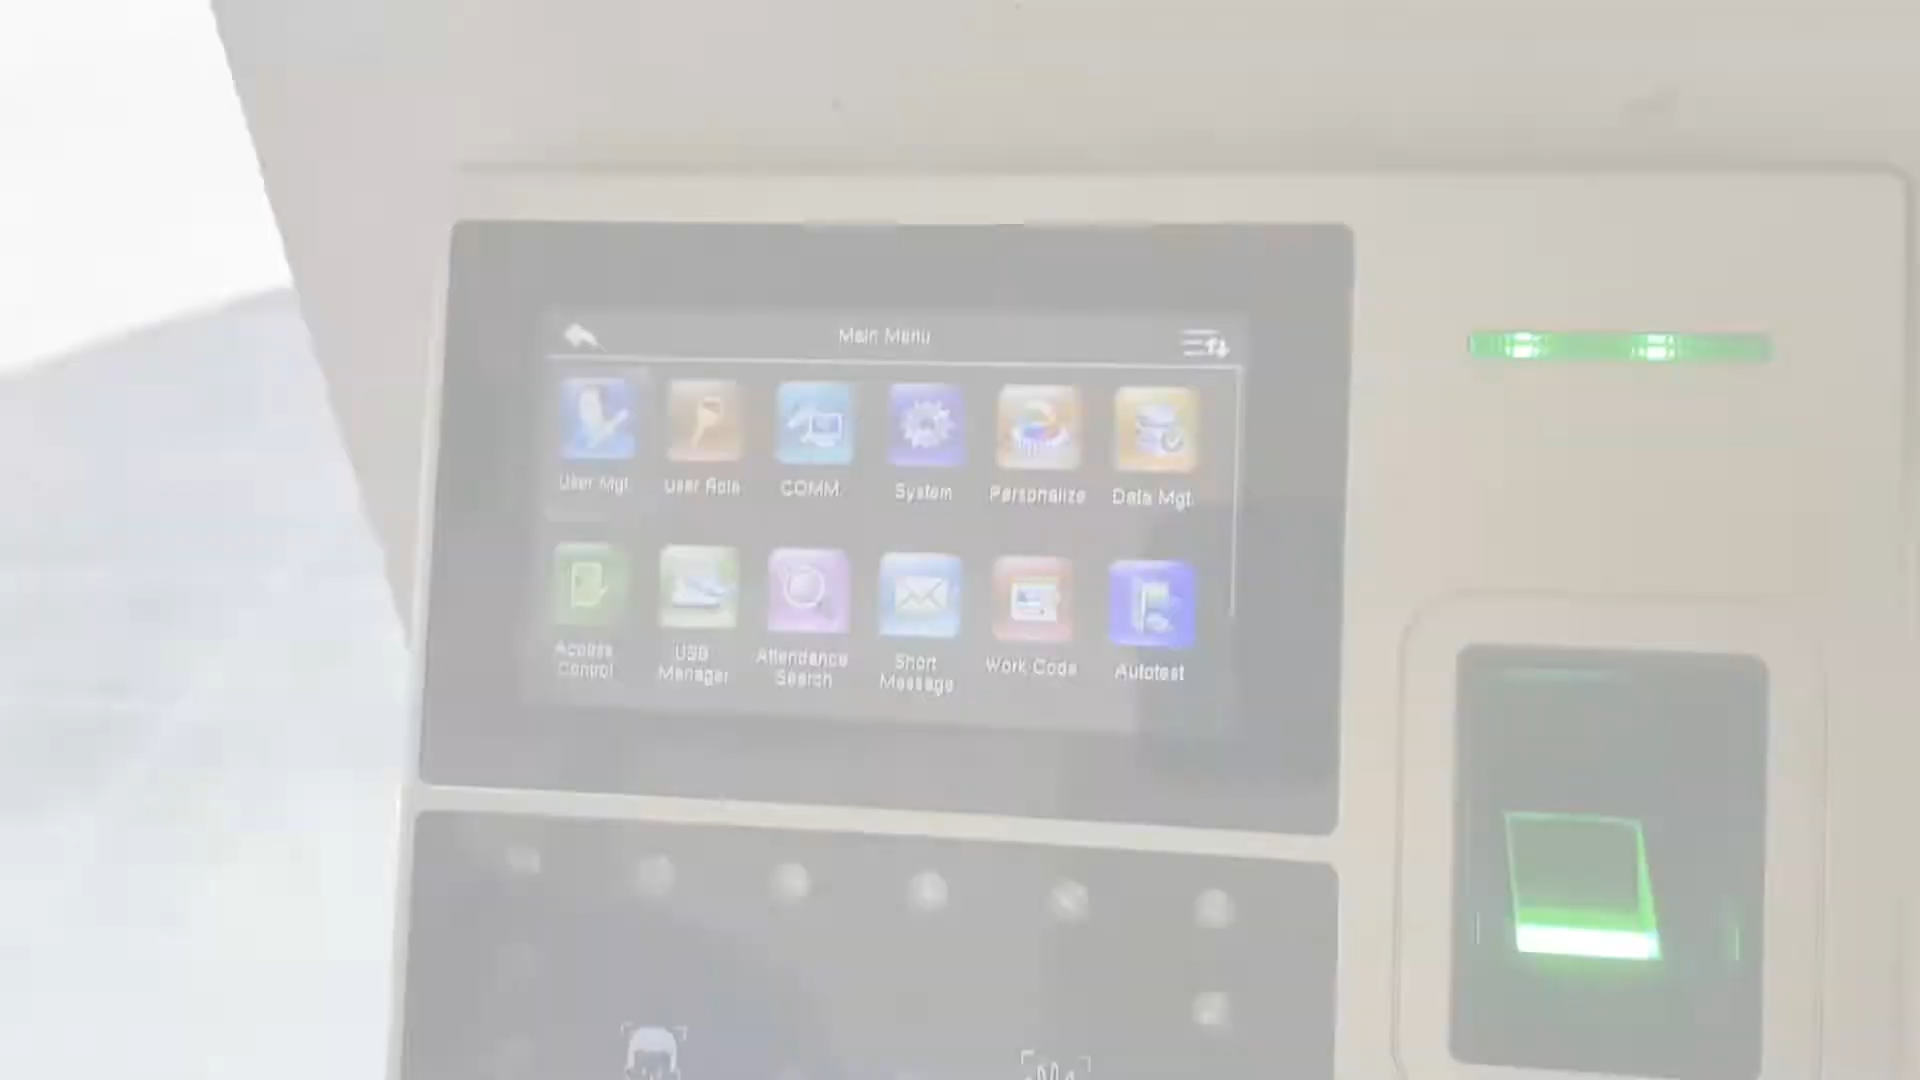 Main Menu
User Mgt.
User Role
COMM.
System
Personalize
Data Mgt.
Access
Control
USB
Manager
Attendance
Search
Short
Message
Work Code
Autotest